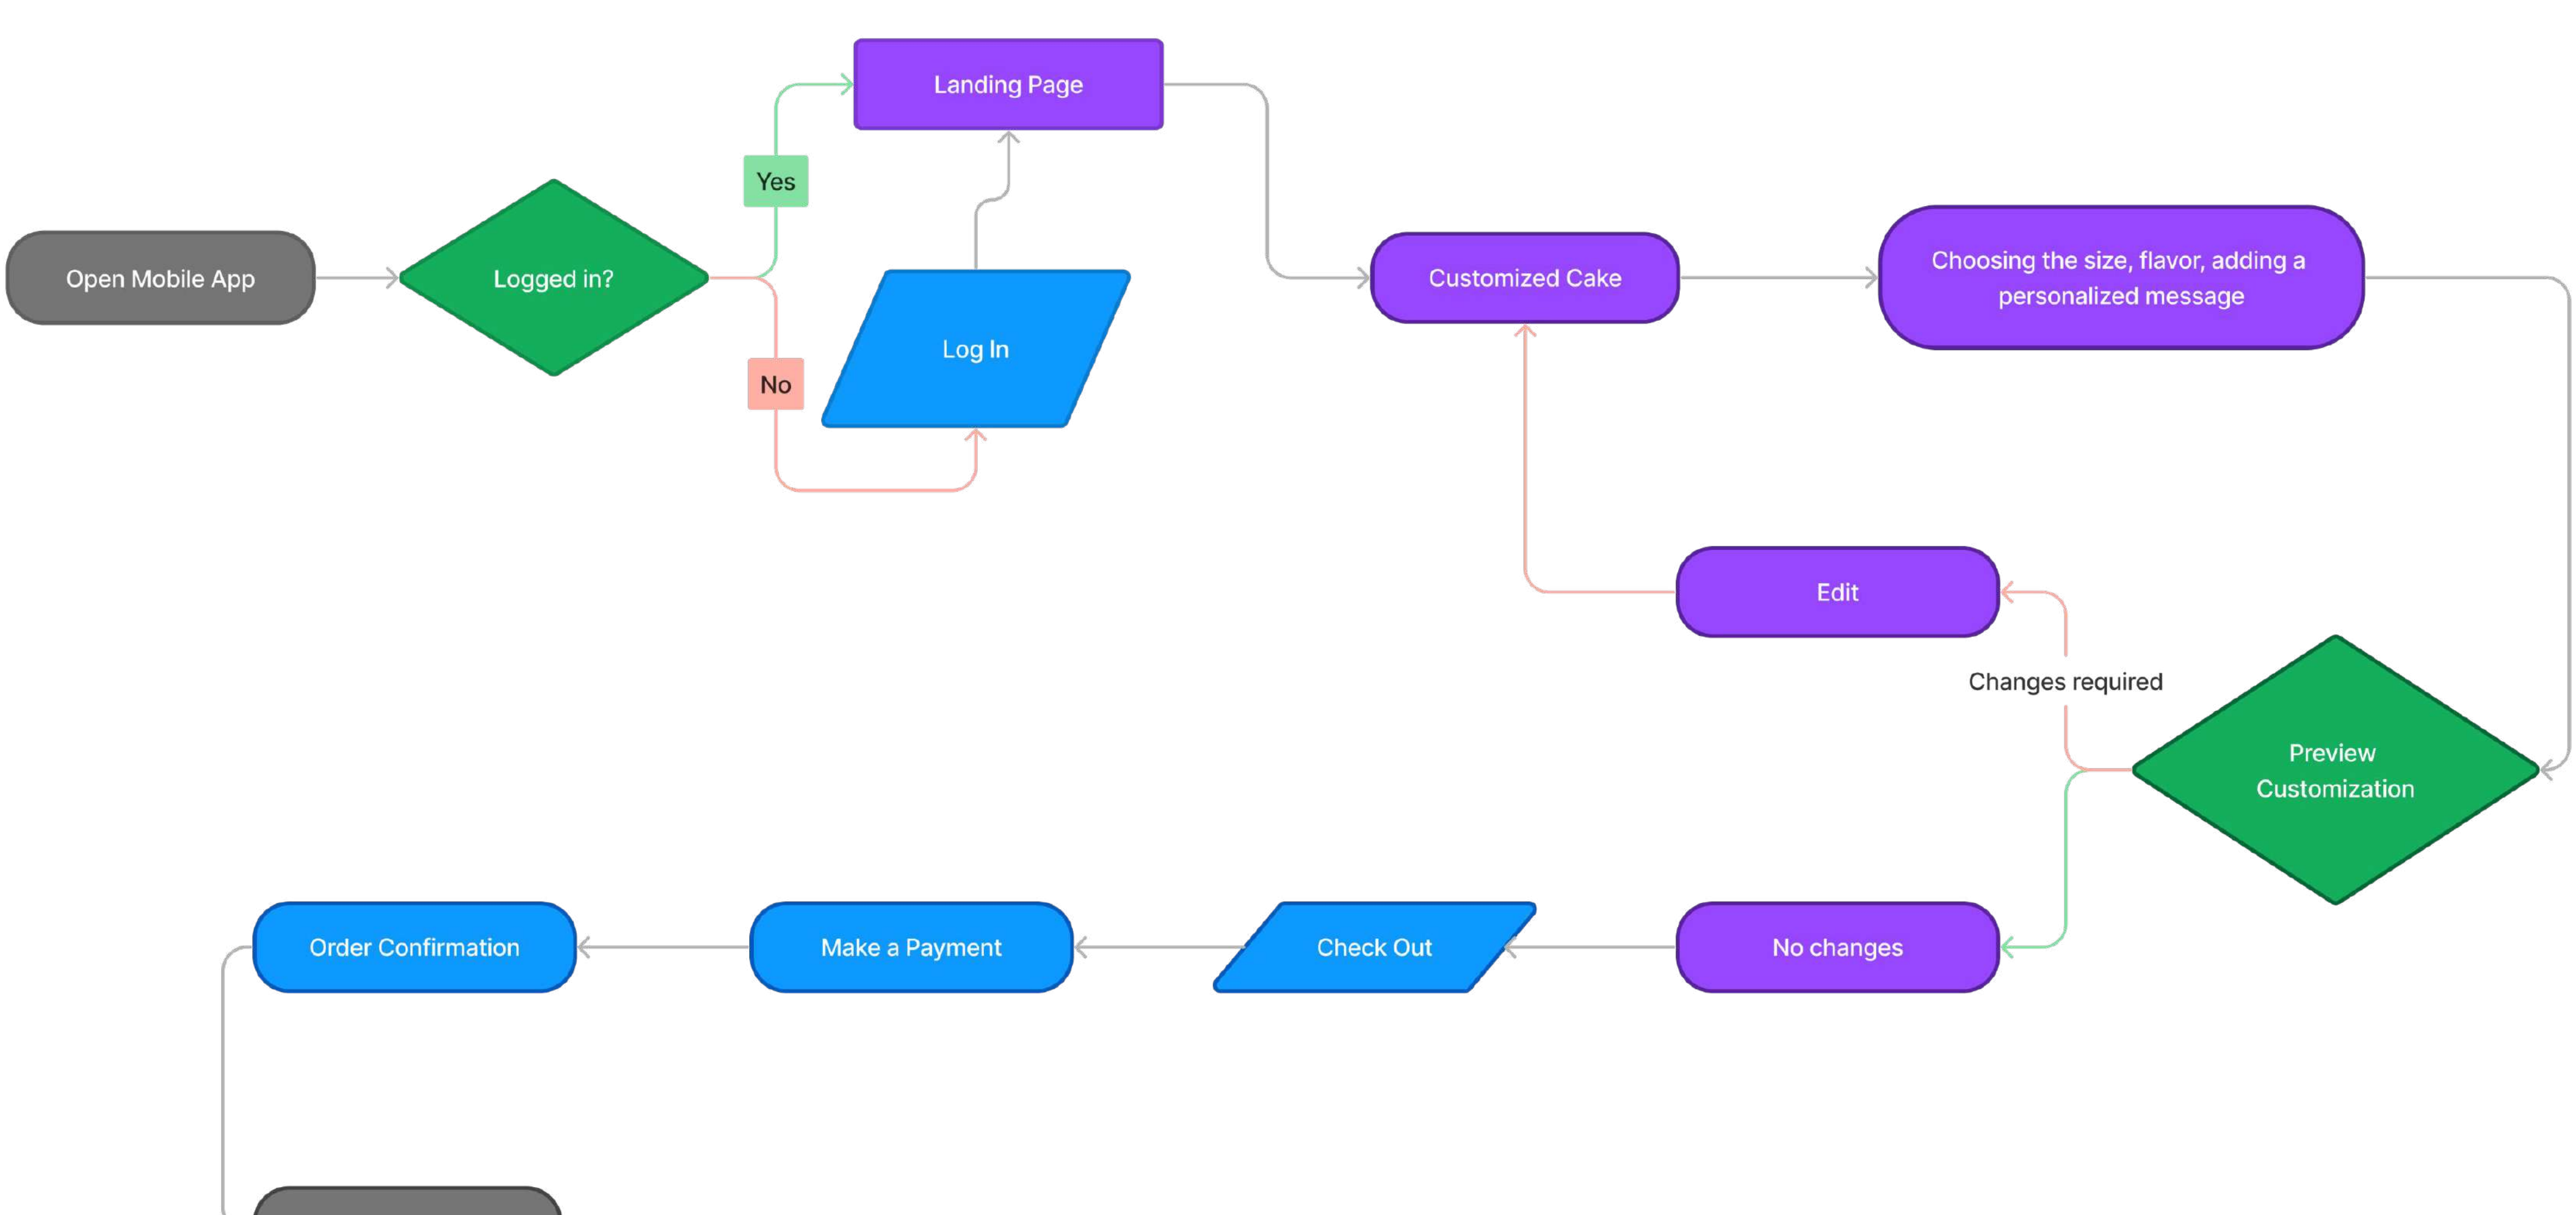 Landing Page
Yes
Open Mobile App
Logged in?
Customized Cake
Choosing the size, flavor, adding a
personalized message
Log In
No
Edit
Changes required
Preview
Customization
Order Confirmation
Make a Payment
Check Out
No changes